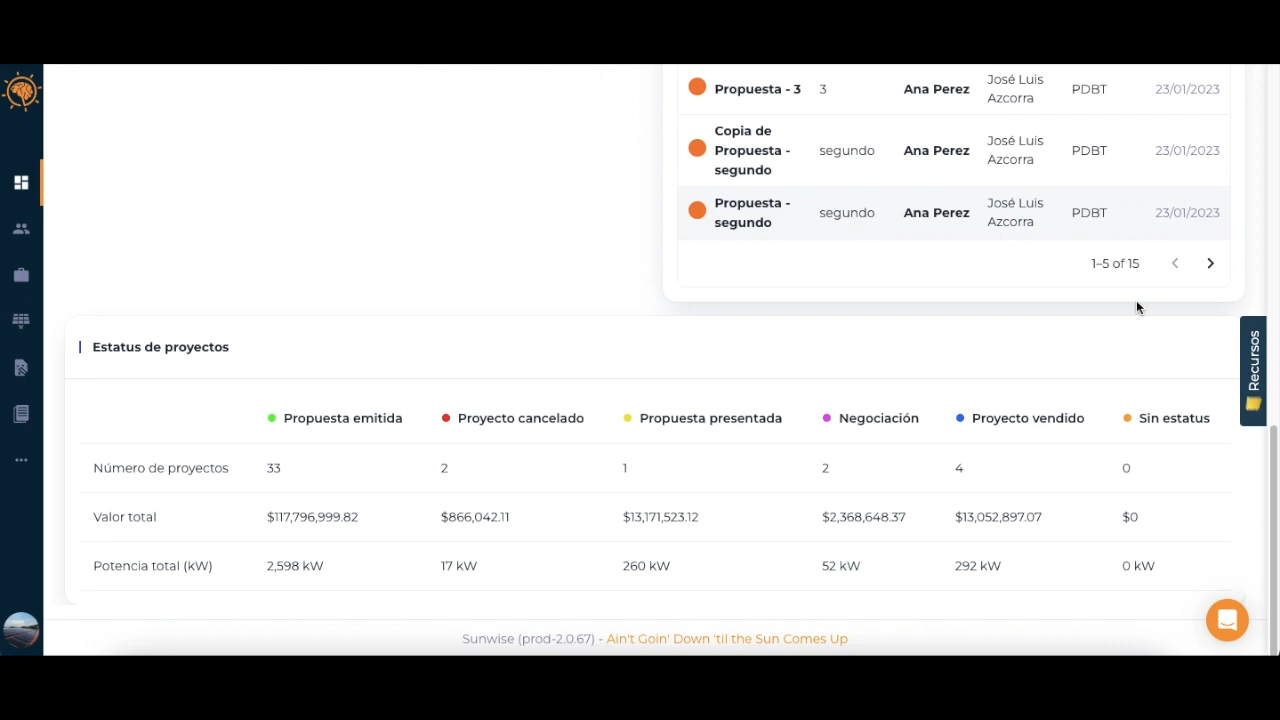 Propuesta - 3 3 Ana Perez José Luis Azcorra PDBT 23/01/2023
Copia de Propuesta - segundo segundo Ana Perez José Luis Azcorra PDBT 23/01/2023
Propuesta - segundo segundo Ana Perez José Luis Azcorra PDBT 23/01/2023
1–5 of 15
Recursos
Estatus de proyectos
Propuesta emitida Proyecto cancelado Propuesta presentada Negociación Proyecto vendido Sin estatus
Número de proyectos 33 2 1 2 4 0
Valor total $117,796,999.82 $866,042.11 $13,171,523.12 $2,368,648.37 $13,052,897.07 $0
Potencia total (kW) 2,598 kW 17 kW 260 kW 52 kW 292 kW 0 kW
Sunwise (prod-2.0.67) - Ain't Goin' Down 'til the Sun Comes Up